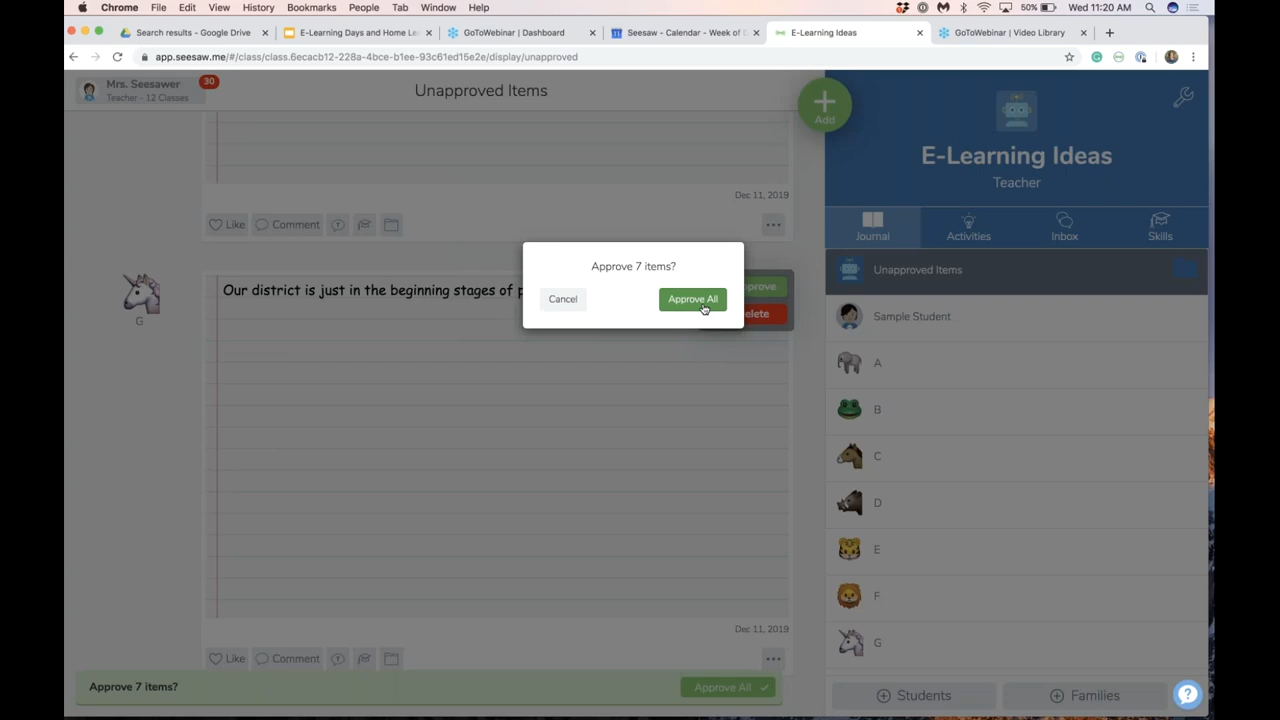 Chrome File Edit View History Bookmarks People Tab Window Help 50% Wed 11:20 AM
Search results - Google Drive
E-Learning Days and Home Le
GoToWebinar | Dashboard
Seesaw - Calendar - Week of D
E-Learning Ideas
GoToWebinar | Video Library
app.seesaw.me/#/class/class.6ecacb12-228a-4bce-b1ee-93c61ed15e2e/display/unapproved
Mrs. Seesawer
Teacher - 12 Classes
30
Unapproved Items
Add
E-Learning Ideas
Teacher
Journal
Activities
Inbox
Skills
Dec 11, 2019
Like Comment
Approve 7 items?
Cancel Approve All
G
Our district is just in the beginning stages of p
prove
elete
Unapproved Items
Sample Student
A
B
C
D
E
F
G
Dec 11, 2019
Like Comment
Approve 7 items?
Approve All
Students
Families
?